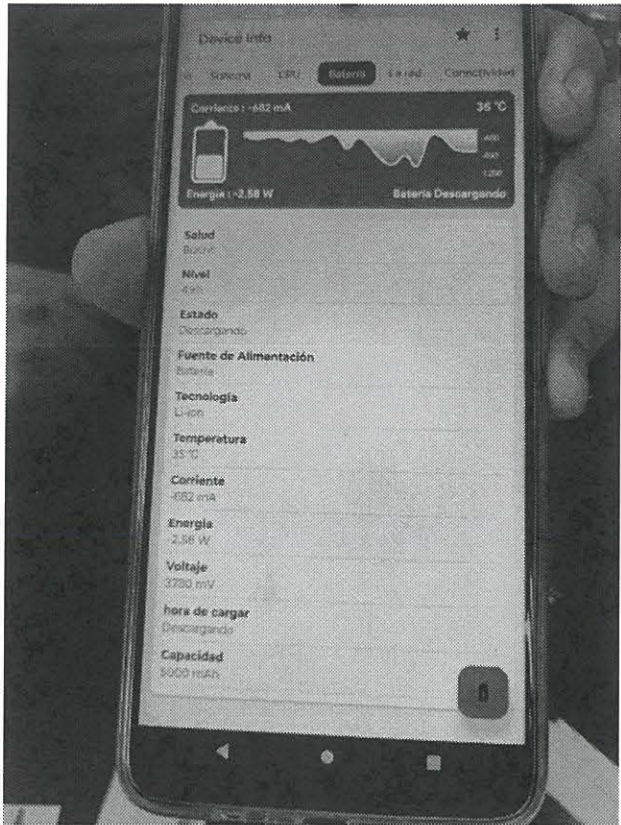 Device Info
Sistema CPU Batería La red Conectividad
Corriente : -682 mA 35 °C
Energía : -2,58 W Batería Descargando
Salud
Nivel
Estado
Descargando
Fuente de Alimentación
Batería
Tecnología
Li-ion
Temperatura
35 °C
Corriente
-682 mA
Energía
-2,58 W
Voltaje
3780 mV
hora de cargar
Descargando
Capacidad
5000 mAh